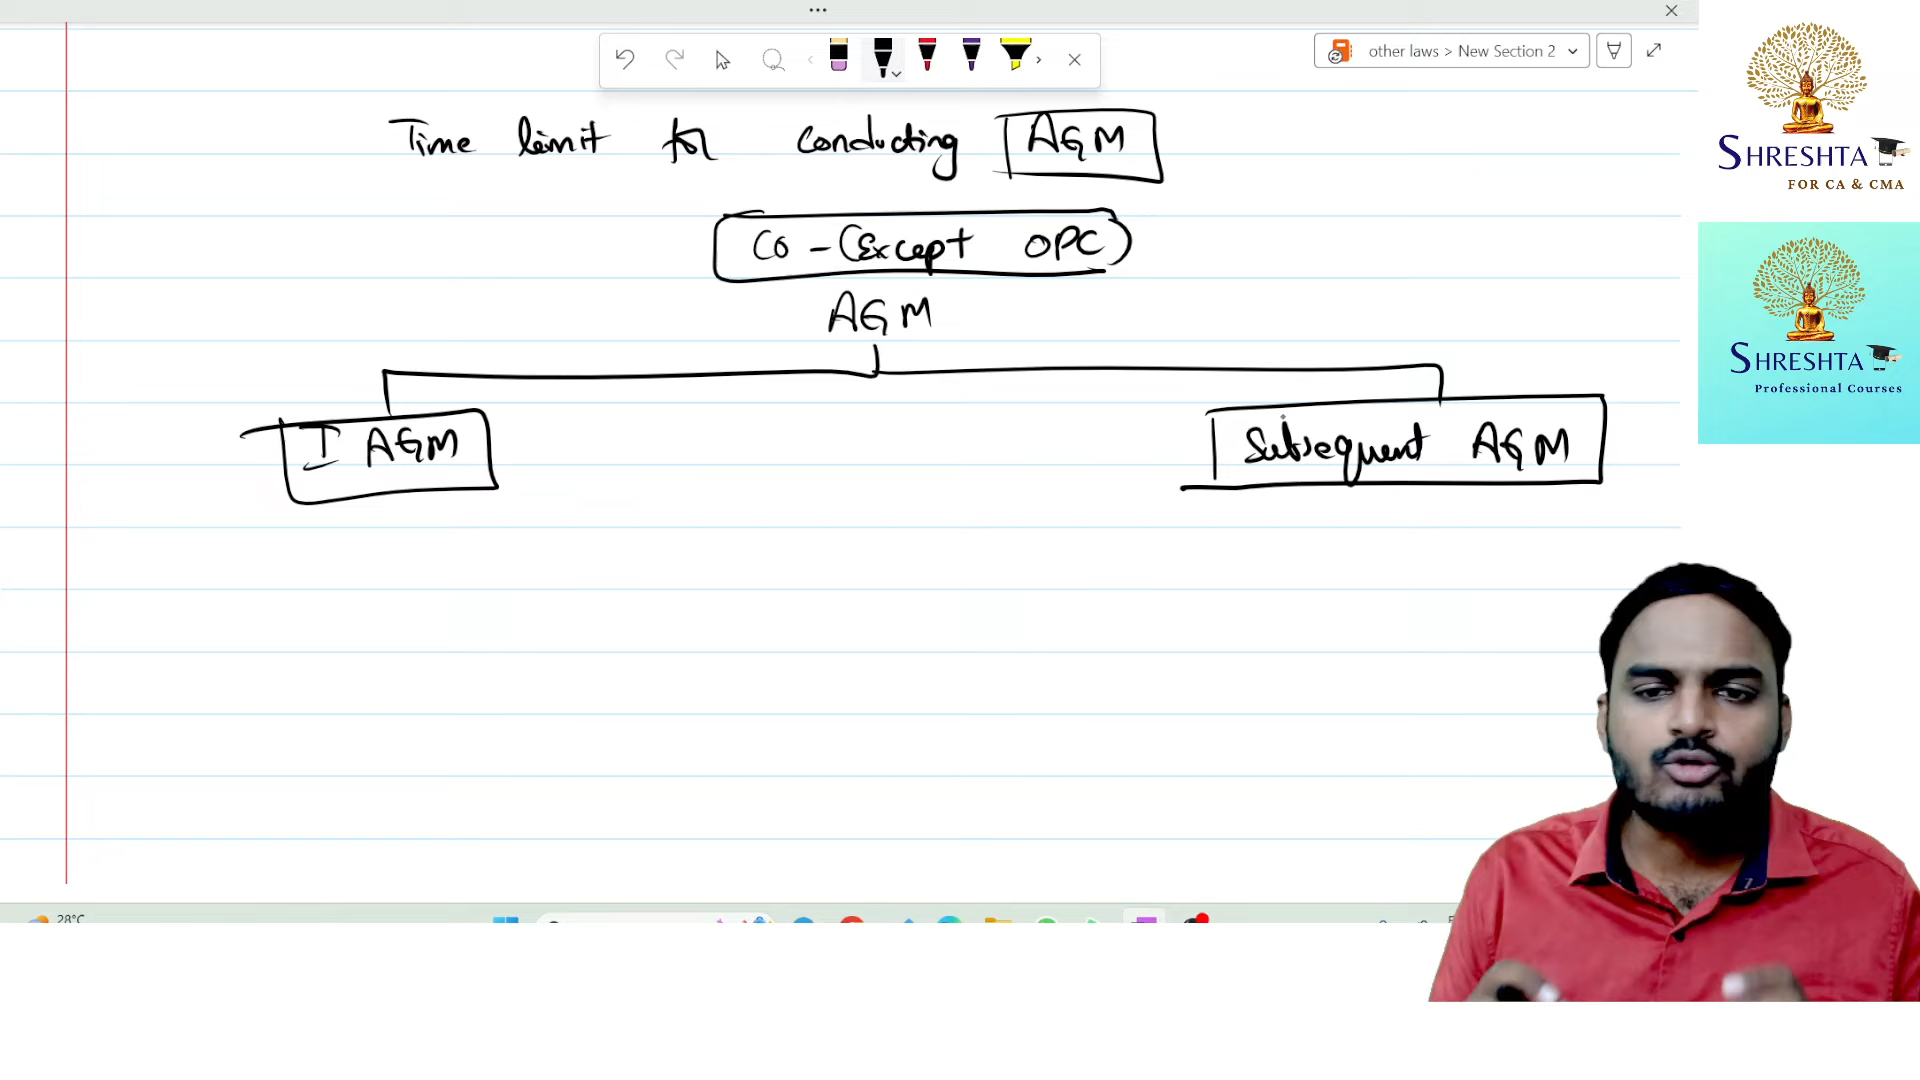 ...
other laws > New Section 2
Time limit for conducting AGM
Co - (Except OPC)
AGM
I AGM
Subsequent AGM
SHRESHTA
FOR CA & CMA
SHRESHTA
Professional Courses
28°C